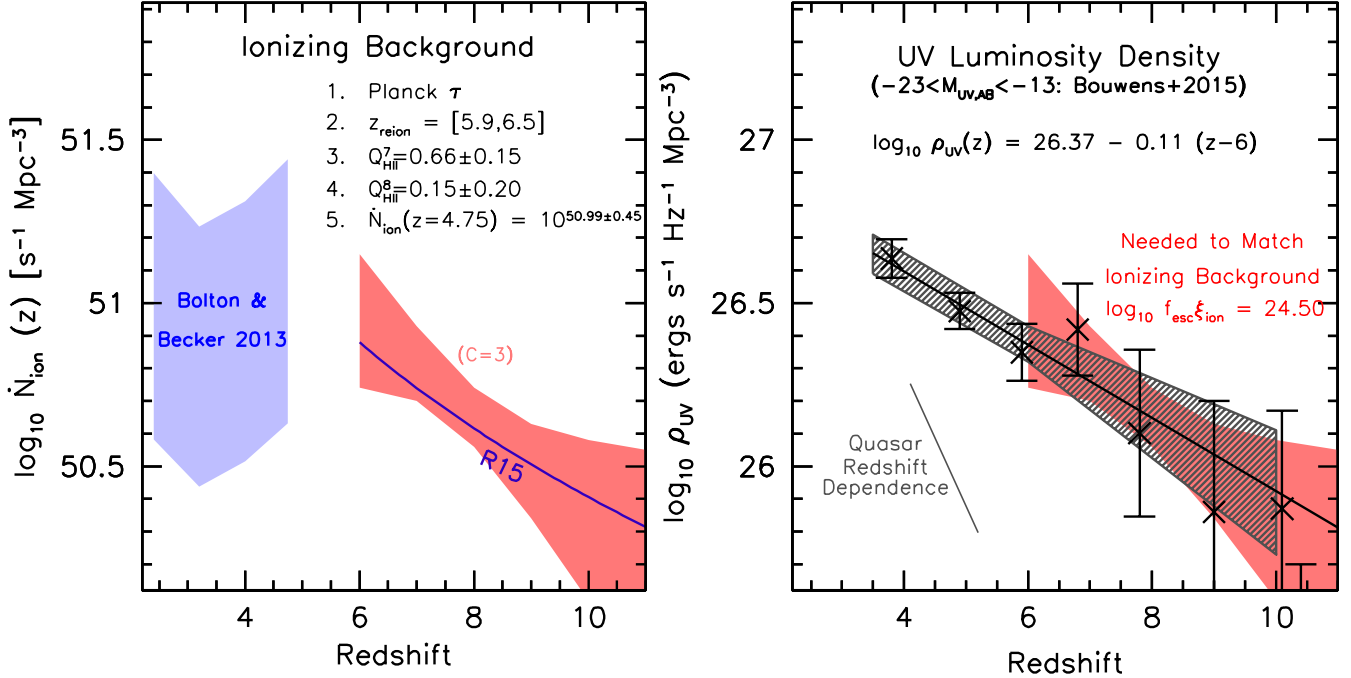 Ionizing Background
1. Planck τ
2. z_reion = [5.9,6.5]
3. Q^7_HII=0.66±0.15
4. Q^8_HII=0.15±0.20
5. Ṅ_ion(z=4.75) = 10^50.99±0.45
51.5
51
50.5
log₁₀ Ṅ_ion (z) [s⁻¹ Mpc⁻³]
Bolton &
Becker 2013
(C=3)
R15
4 6 8 10
Redshift
UV Luminosity Density
(−23<M_UV,AB<−13: Bouwens+2015)
log₁₀ ρ_UV(z) = 26.37 − 0.11 (z−6)
27
26.5
26
log₁₀ ρ_UV (ergs s⁻¹ Hz⁻¹ Mpc⁻³)
Needed to Match
Ionizing Background
log₁₀ f_esc ξ_ion = 24.50
Quasar
Redshift
Dependence
4 6 8 10
Redshift